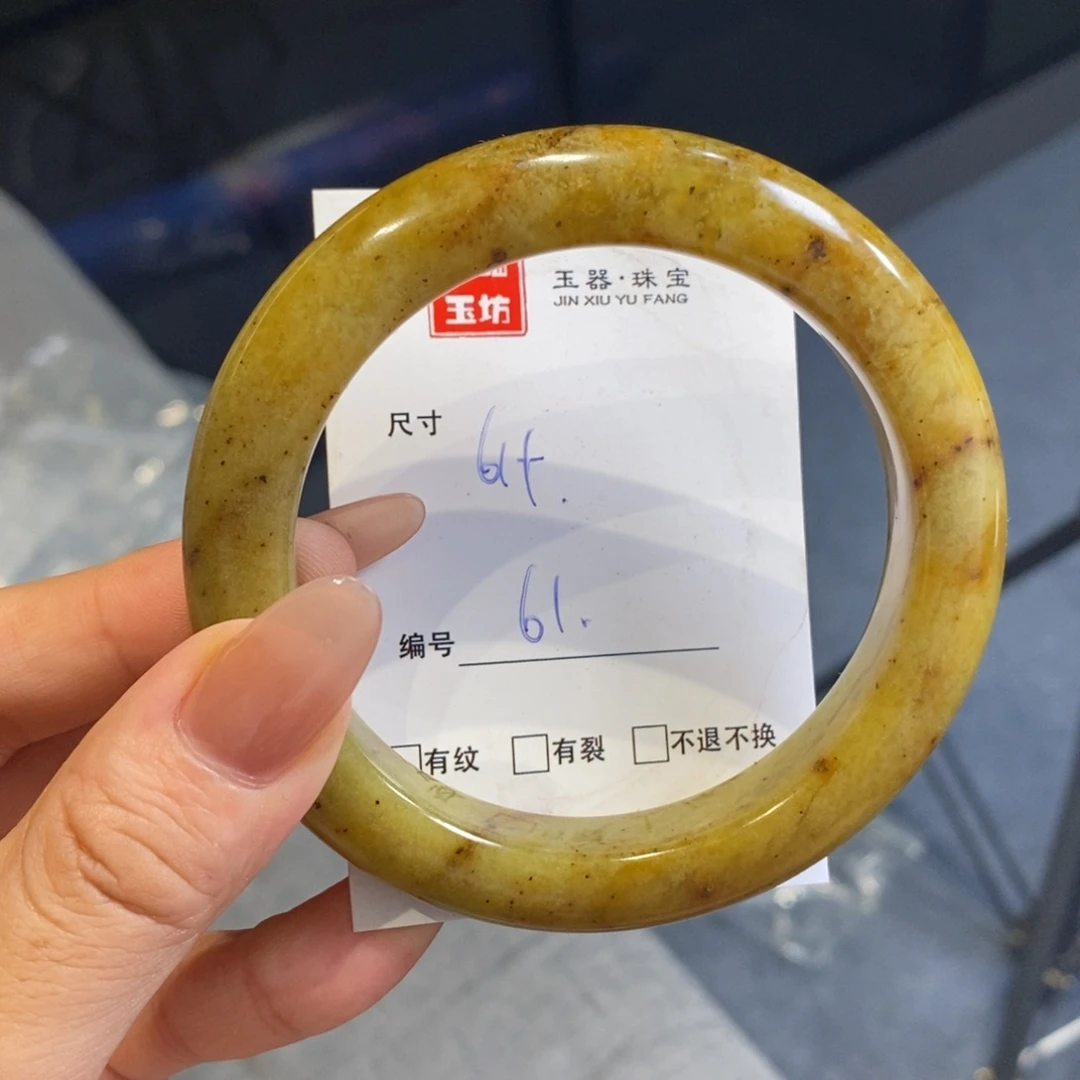 玉坊
玉器·珠宝
JIN XIU YU FANG
尺寸
编号 61.
有纹 有裂 不退不换